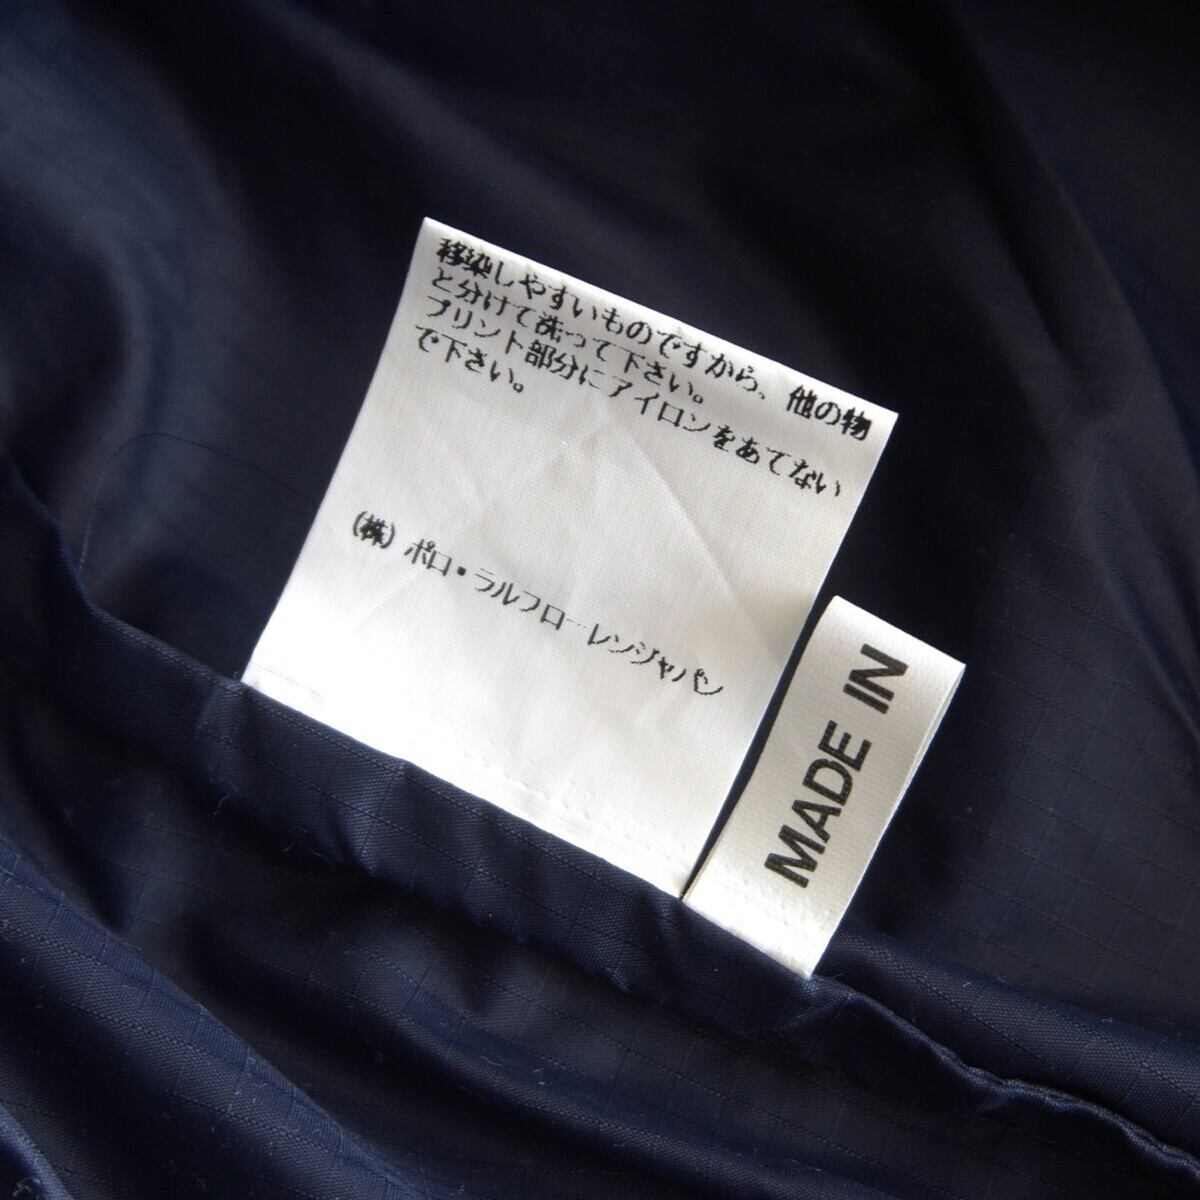 移染しやすいものですから、他の物
と分けて洗って下さい。
プリント部分にアイロンをあてない
で下さい。
(株) ポロ・ラルフローレンジャパン
MADE IN